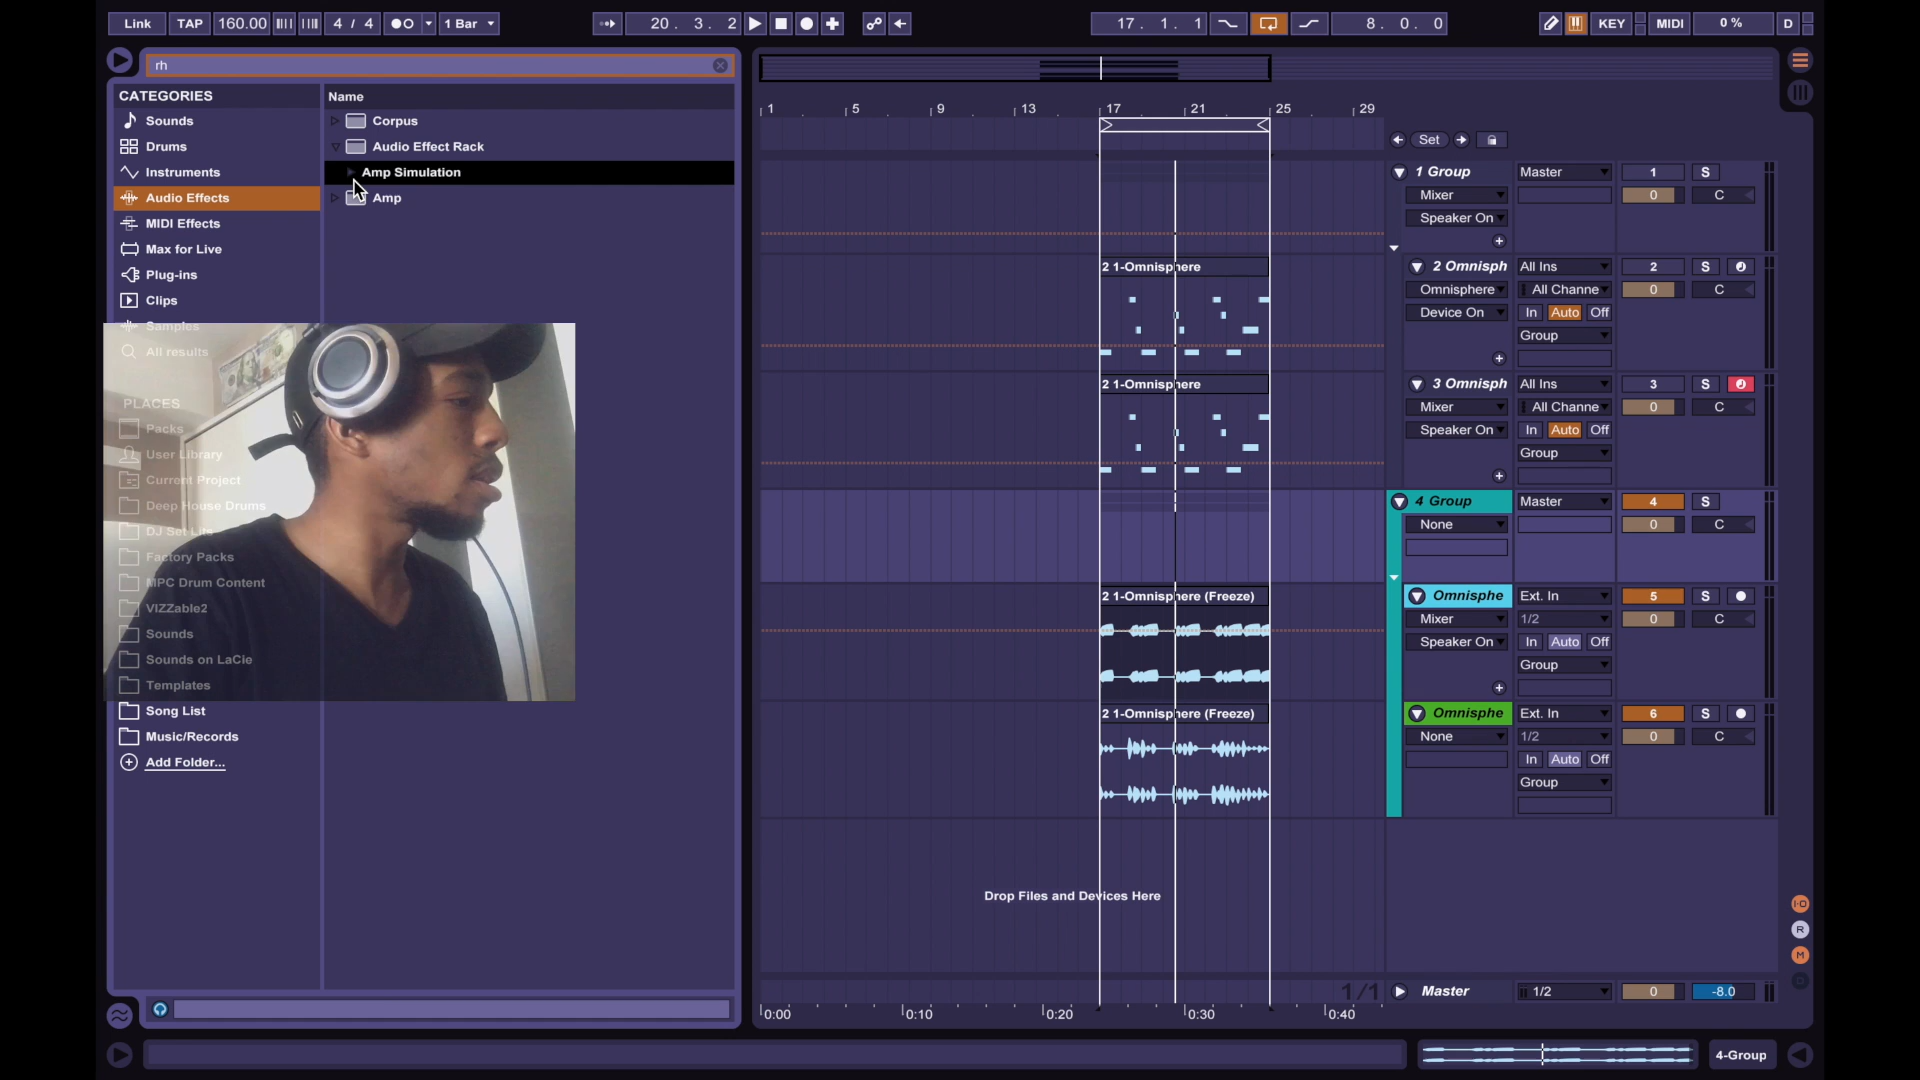 Link TAP 160.00 4 / 4 1 Bar 20. 3. 2 17. 1. 1 8. 0. 0 KEY MIDI 0 % D
rh
CATEGORIES
Sounds
Drums
Instruments
Audio Effects
MIDI Effects
Max for Live
Plug-ins
Clips
Samples
All results
PLACES
Packs
User Library
Current Project
Deep House Drums
DJ Set Lits
Factory Packs
MPC Drum Content
VIZZable2
Sounds
Sounds on LaCie
Templates
Song List
Music/Records
Add Folder...
Name
Corpus
Audio Effect Rack
Amp Simulation
Amp
1 5 9 13 17 21 25 29
Set
1 Group Master 1 S
Mixer 0 C
Speaker On
2 1-Omnisphere
2 Omnisph All Ins 2 S
Omnisphere All Channe 0 C
Device On In Auto Off
Group
2 1-Omnisphere
3 Omnisph All Ins 3 S
Mixer All Channe 0 C
Speaker On In Auto Off
Group
4 Group Master 4 S
None 0 C
2 1-Omnisphere (Freeze)
Omnisphe Ext. In 5 S
Mixer 1/2 0 C
Speaker On In Auto Off
Group
2 1-Omnisphere (Freeze)
Omnisphe Ext. In 6 S
None 1/2 0 C
In Auto Off
Group
Drop Files and Devices Here
I·O
R
M
D
1/1 Master 1/2 0 -8.0
0:00 0:10 0:20 0:30 0:40
4-Group